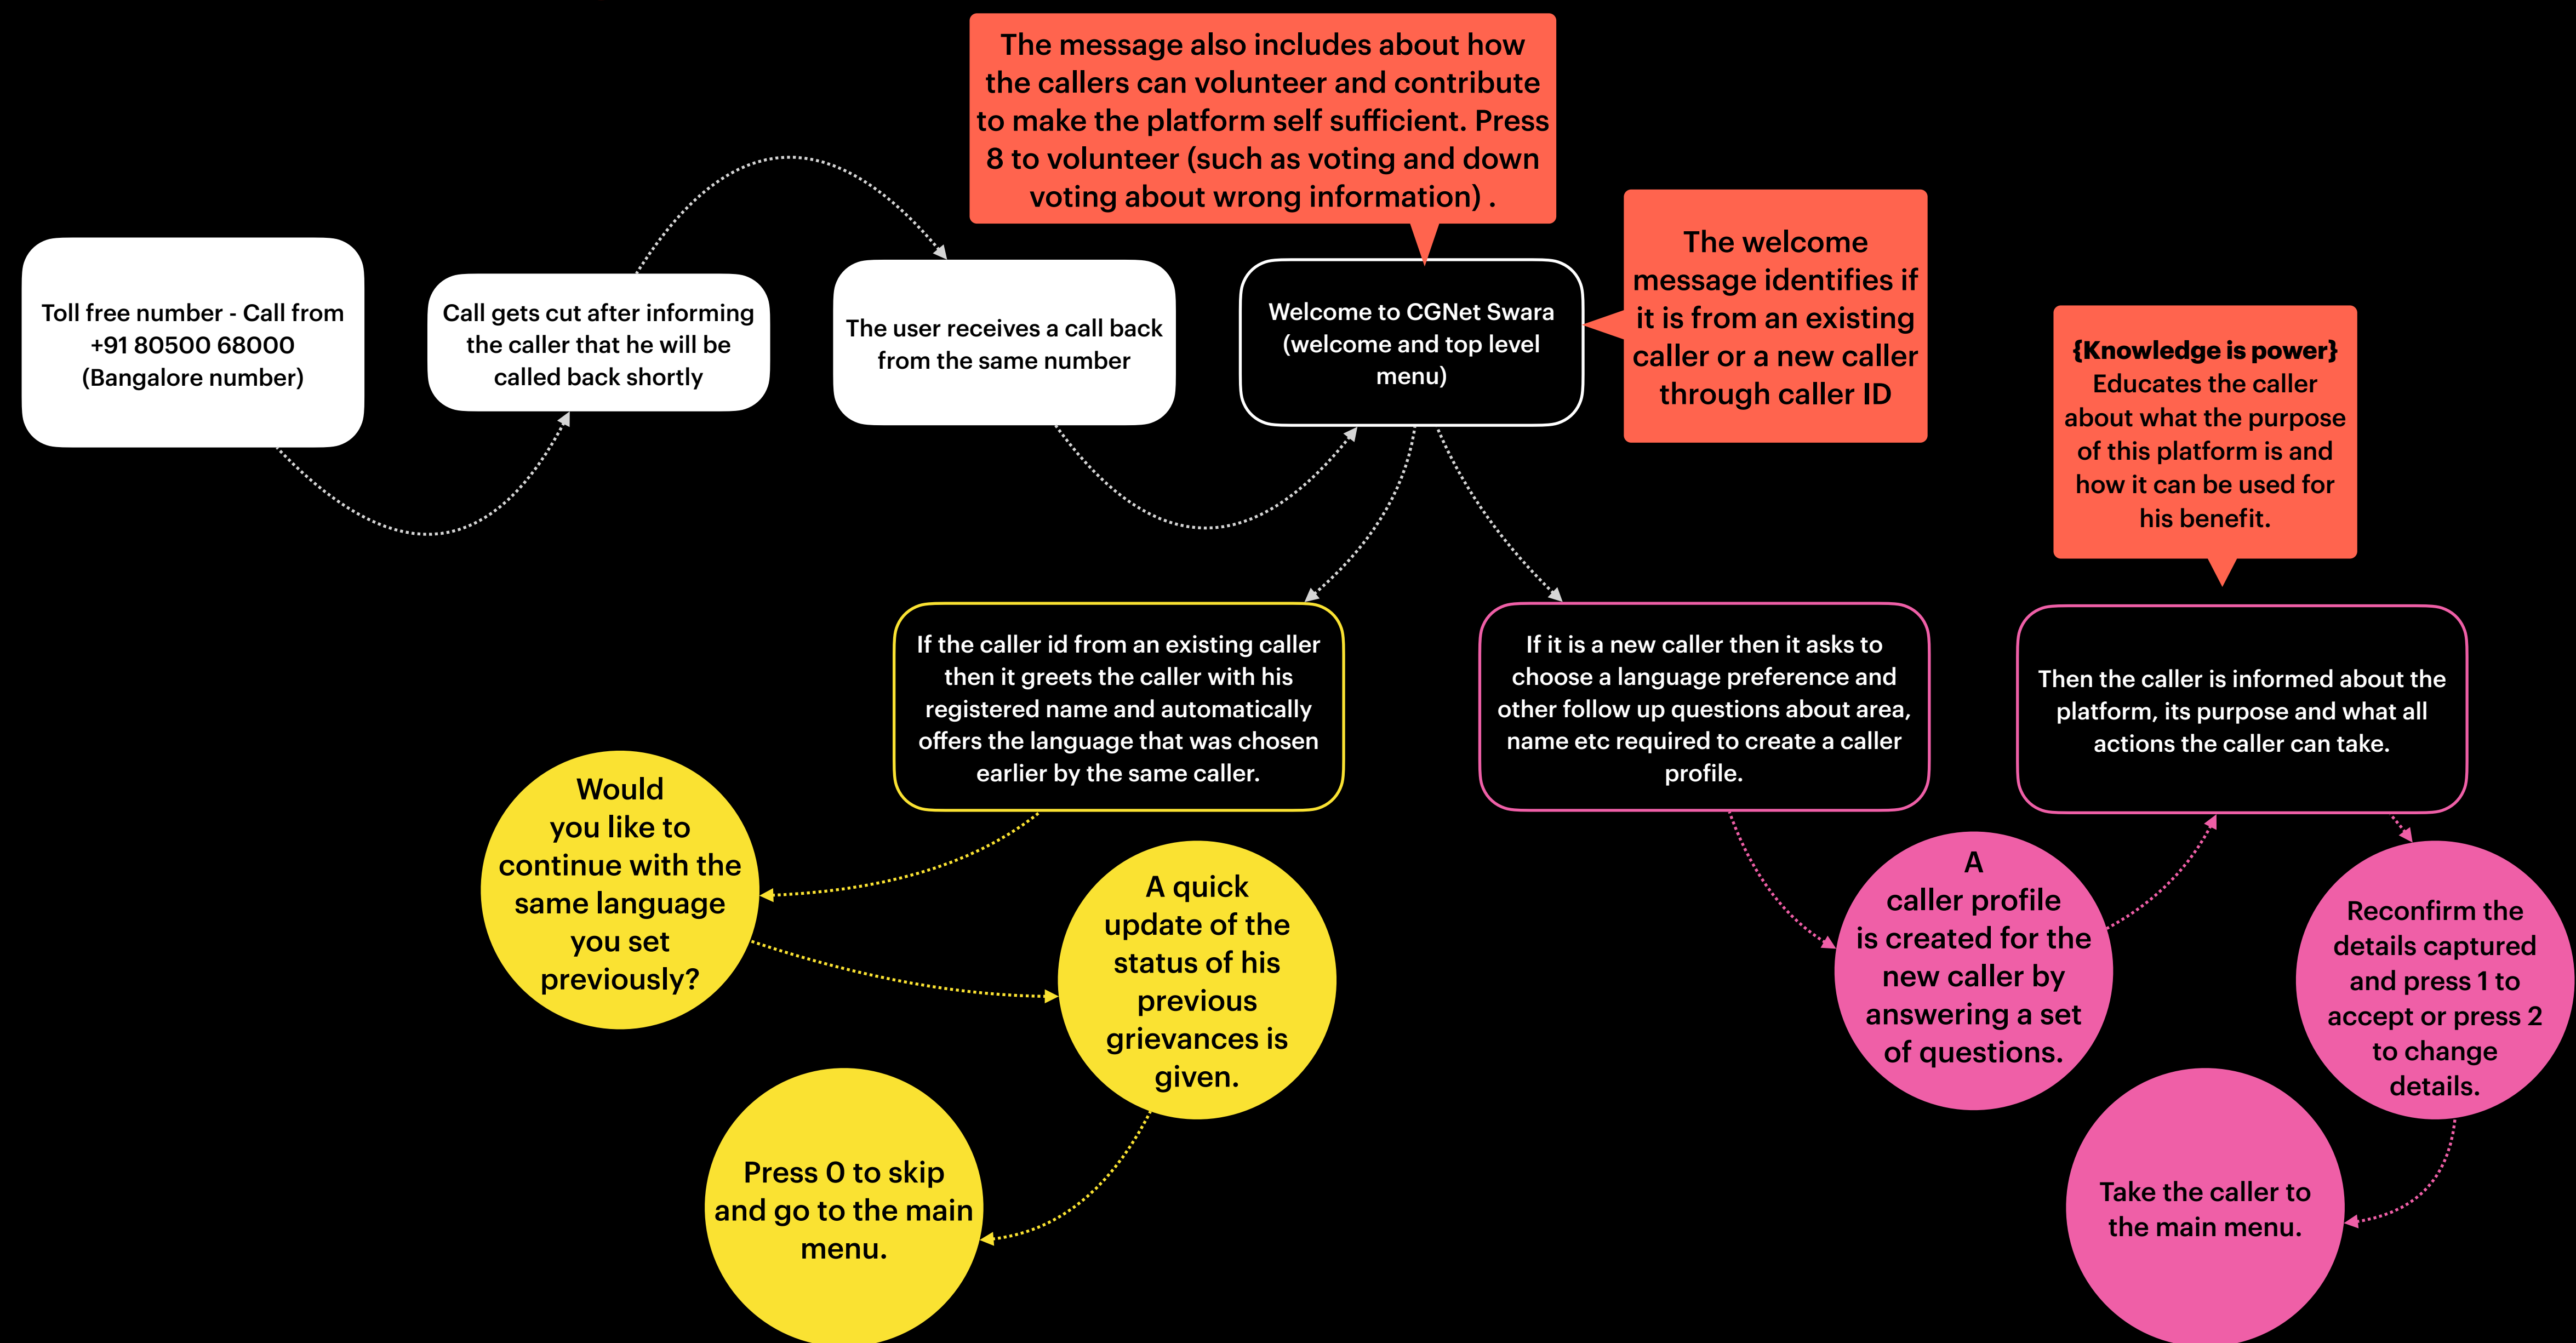 The message also includes about how
the callers can volunteer and contribute
to make the platform self sufficient. Press
8 to volunteer (such as voting and down
voting about wrong information) .
Toll free number - Call from
+91 80500 68000
(Bangalore number)
Call gets cut after informing
the caller that he will be
called back shortly
The user receives a call back
from the same number
Welcome to CGNet Swara
(welcome and top level
menu)
The welcome
message identifies if
it is from an existing
caller or a new caller
through caller ID
{Knowledge is power}
Educates the caller
about what the purpose
of this platform is and
how it can be used for
his benefit.
If the caller id from an existing caller
then it greets the caller with his
registered name and automatically
offers the language that was chosen
earlier by the same caller.
If it is a new caller then it asks to
choose a language preference and
other follow up questions about area,
name etc required to create a caller
profile.
Then the caller is informed about the
platform, its purpose and what all
actions the caller can take.
Would
you like to
continue with the
same language
you set
previously?
A quick
update of the
status of his
previous
grievances is
given.
Press 0 to skip
and go to the main
menu.
A
caller profile
is created for the
new caller by
answering a set
of questions.
Reconfirm the
details captured
and press 1 to
accept or press 2
to change
details.
Take the caller to
the main menu.